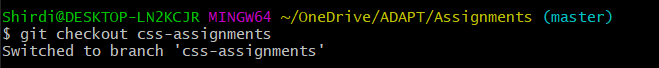 Shirdi@DESKTOP-LN2KCJR MINGW64 ~/OneDrive/ADAPT/Assignments (master)
$ git checkout css-assignments
Switched to branch 'css-assignments'